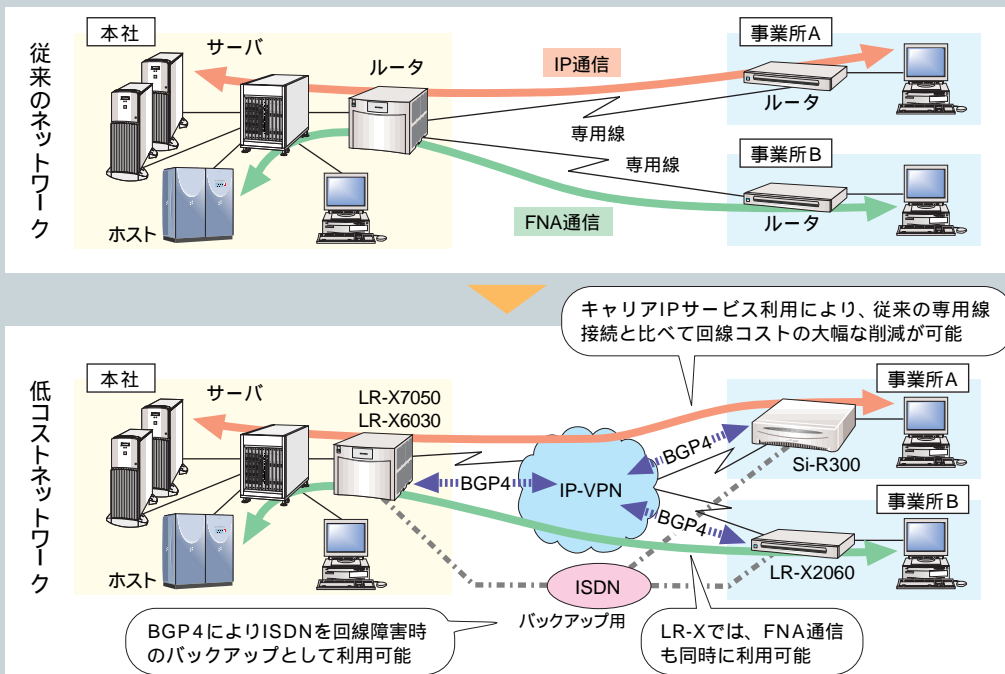 従来のネットワーク
本社
サーバ
ルータ
ホスト
IP通信
専用線
専用線
FNA通信
事業所A
ルータ
事業所B
ルータ
キャリアIPサービス利用により、従来の専用線
接続と比べて回線コストの大幅な削減が可能
低コストネットワーク
本社
サーバ
LR-X7050
LR-X6030
ホスト
BGP4
IP-VPN
BGP4
BGP4
事業所A
Si-R300
事業所B
LR-X2060
ISDN
バックアップ用
BGP4によりISDNを回線障害時
のバックアップとして利用可能
LR-Xでは、FNA通信
も同時に利用可能